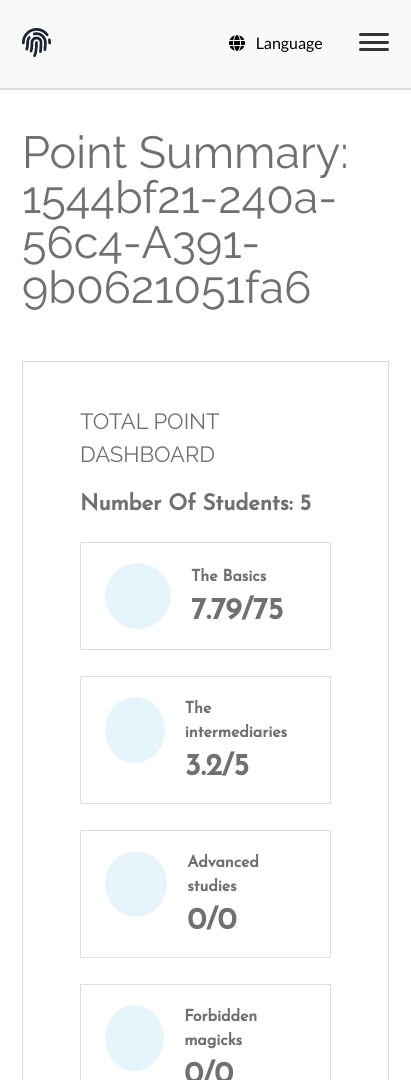 Language
Point Summary:
1544bf21-240a-
56c4-A391-
9b0621051fa6
TOTAL POINT
DASHBOARD
Number Of Students: 5
The Basics
7.79/75
The
intermediaries
3.2/5
Advanced
studies
0/0
Forbidden
magicks
0/0